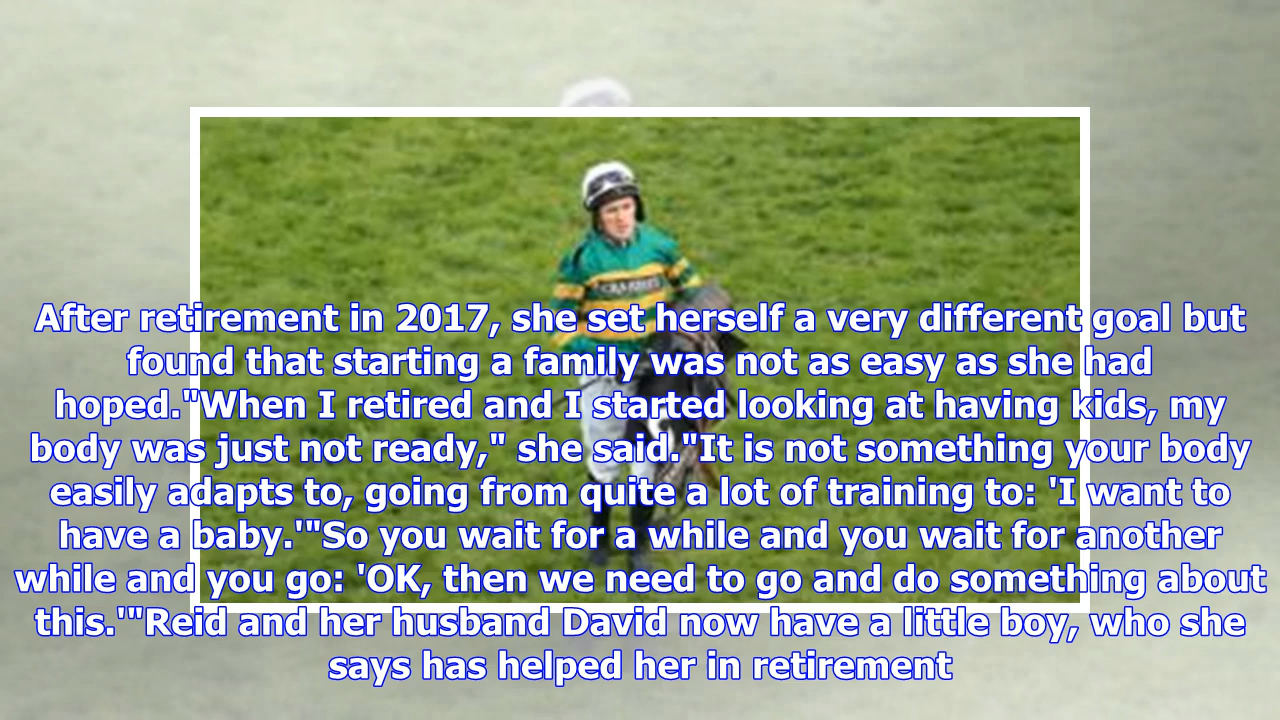 After retirement in 2017, she set herself a very different goal but
found that starting a family was not as easy as she had
hoped."When I retired and I started looking at having kids, my
body was just not ready," she said."It is not something your body
easily adapts to, going from quite a lot of training to: 'I want to
have a baby.'"So you wait for a while and you wait for another
while and you go: 'OK, then we need to go and do something about
this.'"Reid and her husband David now have a little boy, who she
says has helped her in retirement